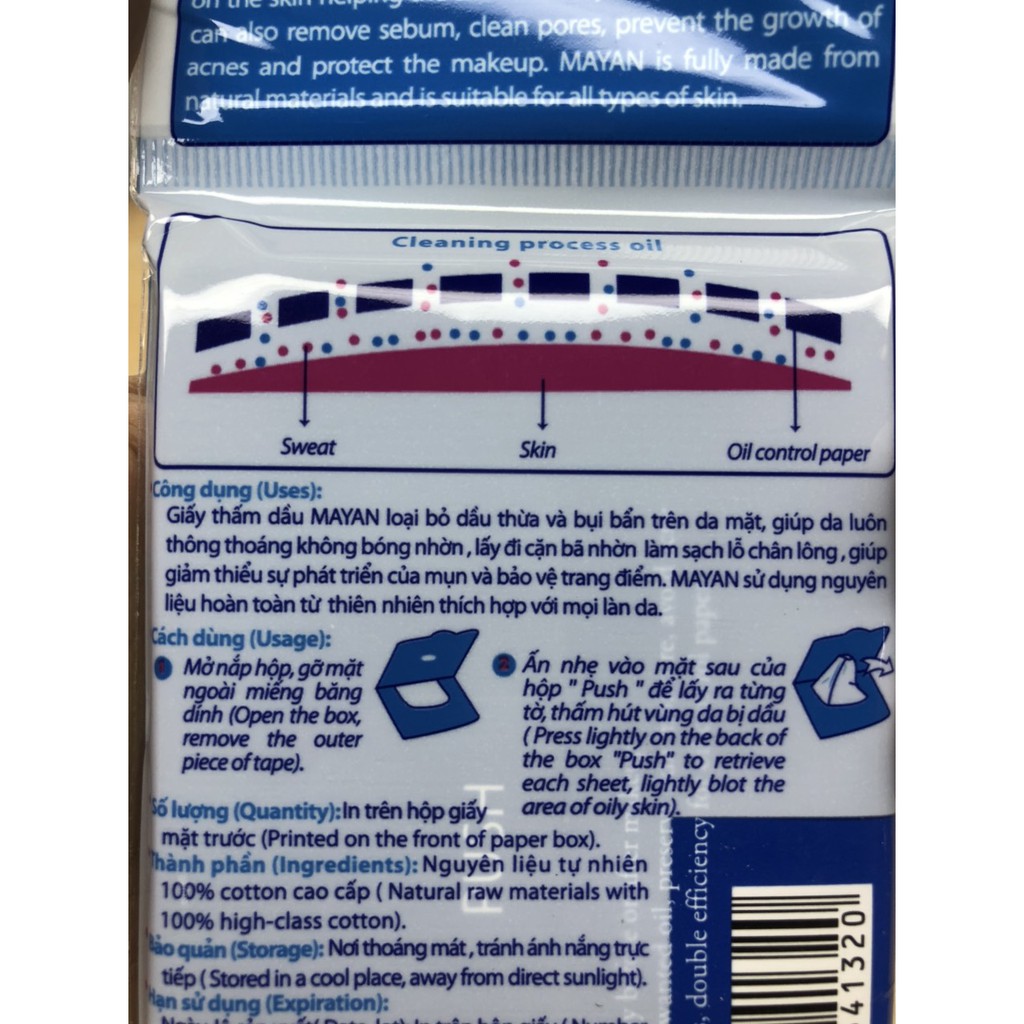 on the skin helping
can also remove sebum, clean pores, prevent the growth of
acnes and protect the makeup. MAYAN is fully made from
natural materials and is suitable for all types of skin.
Cleaning process oil
Sweat
Skin
Oil control paper
Công dụng (Uses):
Giấy thấm dầu MAYAN loại bỏ dầu thừa và bụi bẩn trên da mặt, giúp da luôn
thông thoáng không bóng nhờn, lấy đi cặn bã nhờn làm sạch lỗ chân lông, giúp
giảm thiểu sự phát triển của mụn và bảo vệ trang điểm. MAYAN sử dụng nguyên
liệu hoàn toàn từ thiên nhiên thích hợp với mọi làn da.
Cách dùng (Usage):
1 Mở nắp hộp, gỡ mặt
ngoài miếng băng
dính (Open the box,
remove the outer
piece of tape).
2 Ấn nhẹ vào mặt sau của
hộp " Push " để lấy ra từng
tờ, thấm hút vùng da bị dầu
( Press lightly on the back of
the box "Push" to retrieve
each sheet, lightly blot the
area of oily skin).
Số lượng (Quantity): In trên hộp giấy
mặt trước (Printed on the front of paper box).
Thành phần (Ingredients): Nguyên liệu tự nhiên
100% cotton cao cấp ( Natural raw materials with
100% high-class cotton).
Bảo quản (Storage): Nơi thoáng mát, tránh ánh nắng trực
tiếp ( Stored in a cool place, away from direct sunlight).
Hạn sử dụng (Expiration):
PUSH
double efficiency
41320